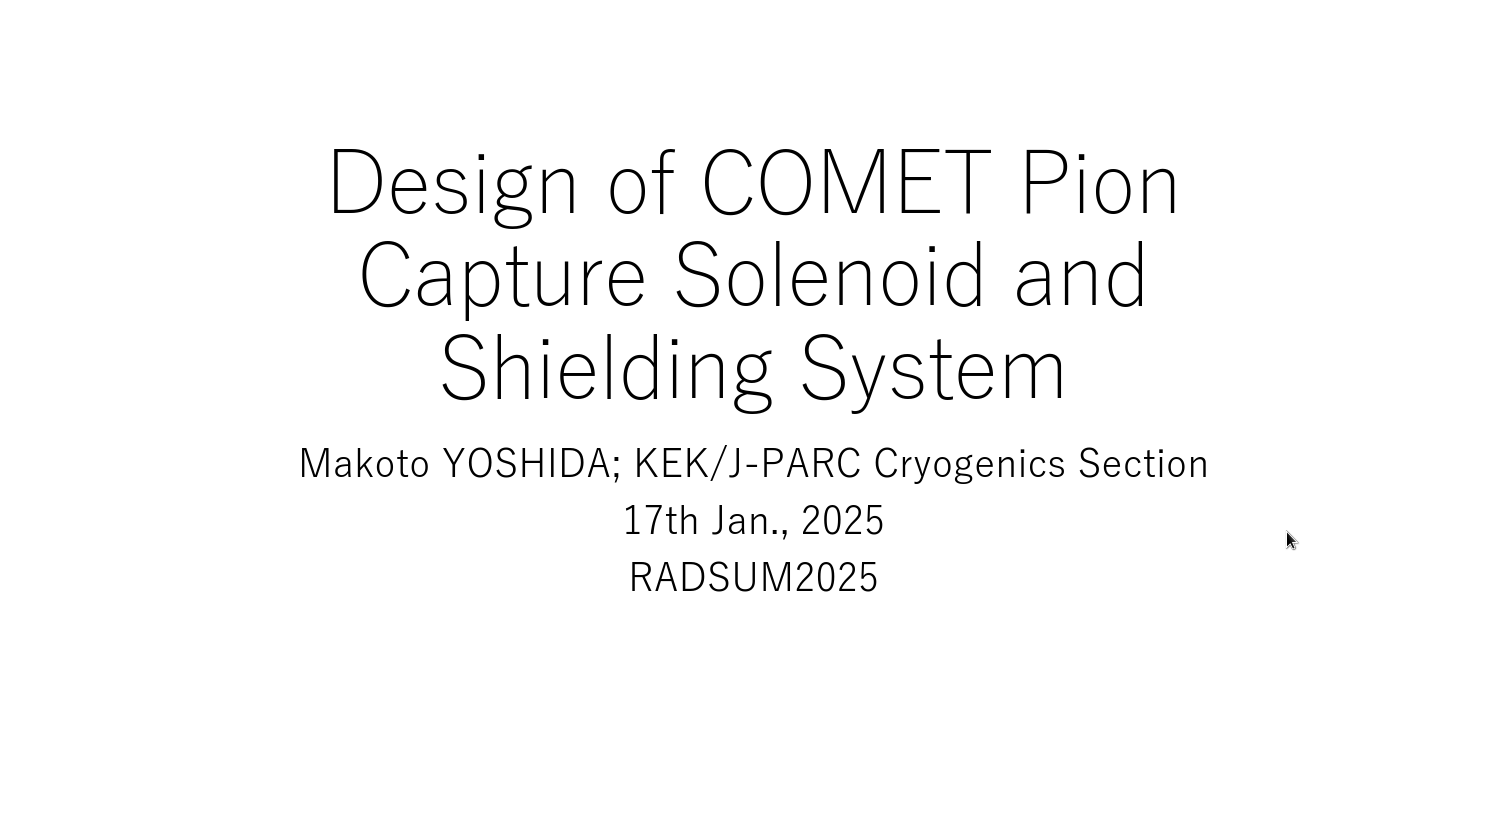 Design of COMET Pion
Capture Solenoid and
Shielding System
Makoto YOSHIDA; KEK/J-PARC Cryogenics Section
17th Jan., 2025
RADSUM2025